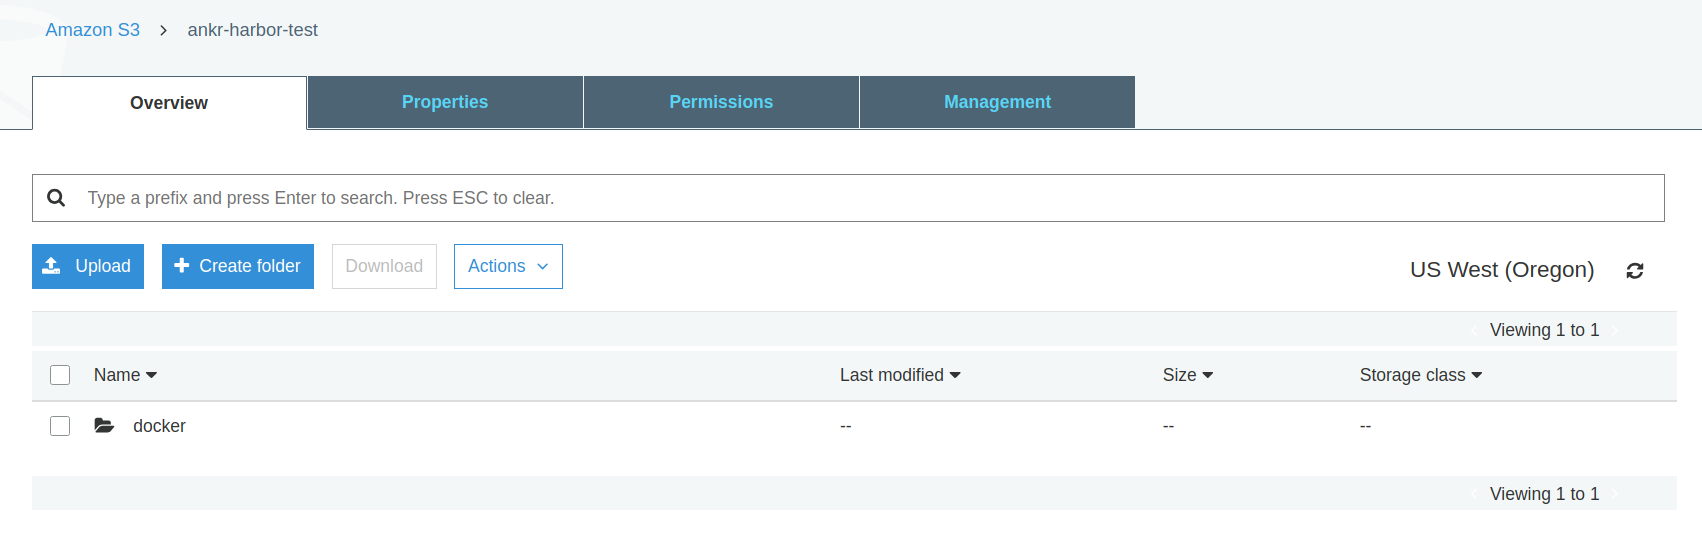 Amazon S3 > ankr-harbor-test
Overview Properties Permissions Management
Type a prefix and press Enter to search. Press ESC to clear.
Upload Create folder Download Actions US West (Oregon)
Viewing 1 to 1
Name Last modified Size Storage class
docker -- -- --
Viewing 1 to 1